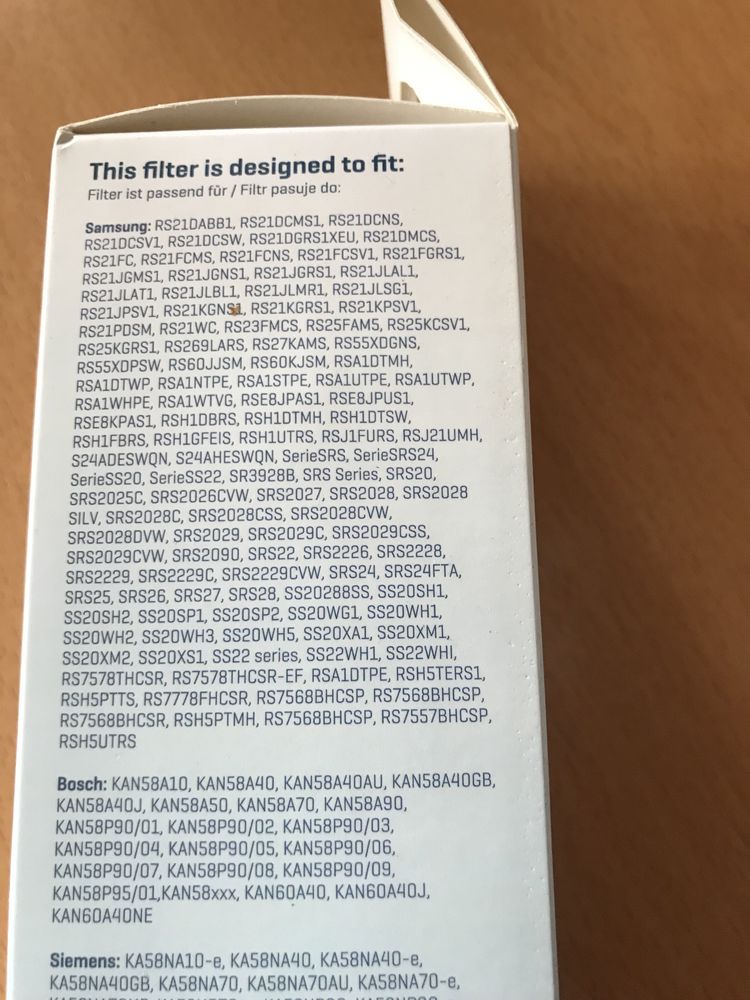 This filter is designed to fit:
Filter ist passend für / Filtr pasuje do:
Samsung: RS21DABB1, RS21DCMS1, RS21DCNS,
RS21DCSV1, RS21DCSW, RS21DGRS1XEU, RS21DMCS,
RS21FC, RS21FCMS, RS21FCNS, RS21FCSV1, RS21FGRS1,
RS21JGMS1, RS21JGNS1, RS21JGRS1, RS21JLAL1,
RS21JLAT1, RS21JLBL1, RS21JLMR1, RS21JLSG1,
RS21JPSV1, RS21KGNS1, RS21KGRS1, RS21KPSV1,
RS21PDSM, RS21WC, RS23FMCS, RS25FAM5, RS25KCSV1,
RS25KGRS1, RS269LARS, RS27KAMS, RS55XDGNS,
RS55XDPSW, RS60JJSM, RS60KJSM, RSA1DTMH,
RSA1DTWP, RSA1NTPE, RSA1STPE, RSA1UTPE, RSA1UTWP,
RSA1WHPE, RSA1WTVG, RSE8JPAS1, RSE8JPUS1,
RSE8KPAS1, RSH1DBRS, RSH1DTMH, RSH1DTSW,
RSH1FBRS, RSH1GFEIS, RSH1UTRS, RSJ1FURS, RSJ21UMH,
S24ADESWQN, S24AHESWQN, SerieSRS, SerieSRS24,
SerieSS20, SerieSS22, SR3928B, SRS Series, SRS20,
SRS2025C, SRS2026CVW, SRS2027, SRS2028, SRS2028
SILV, SRS2028C, SRS2028CSS, SRS2028CVW,
SRS2028DVW, SRS2029, SRS2029C, SRS2029CSS,
SRS2029CVW, SRS2090, SRS22, SRS2226, SRS2228,
SRS2229, SRS2229C, SRS2229CVW, SRS24, SRS24FTA,
SRS25, SRS26, SRS27, SRS28, SS20288SS, SS20SH1,
SS20SH2, SS20SP1, SS20SP2, SS20WG1, SS20WH1,
SS20WH2, SS20WH3, SS20WH5, SS20XA1, SS20XM1,
SS20XM2, SS20XS1, SS22 series, SS22WH1, SS22WHI,
RS7578THCSR, RS7578THCSR-EF, RSA1DTPE, RSH5TERS1,
RSH5PTTS, RS7778FHCSR, RS7568BHCSP, RS7568BHCSP,
RS7568BHCSR, RSH5PTMH, RS7568BHCSP, RS7557BHCSP,
RSH5UTRS
Bosch: KAN58A10, KAN58A40, KAN58A40AU, KAN58A40GB,
KAN58A40J, KAN58A50, KAN58A70, KAN58A90,
KAN58P90/01, KAN58P90/02, KAN58P90/03,
KAN58P90/04, KAN58P90/05, KAN58P90/06,
KAN58P90/07, KAN58P90/08, KAN58P90/09,
KAN58P95/01,KAN58xxx, KAN60A40, KAN60A40J,
KAN60A40NE
Siemens: KA58NA10-e, KA58NA40, KA58NA40-e,
KA58NA40GB, KA58NA70, KA58NA70AU, KA58NA70-e,